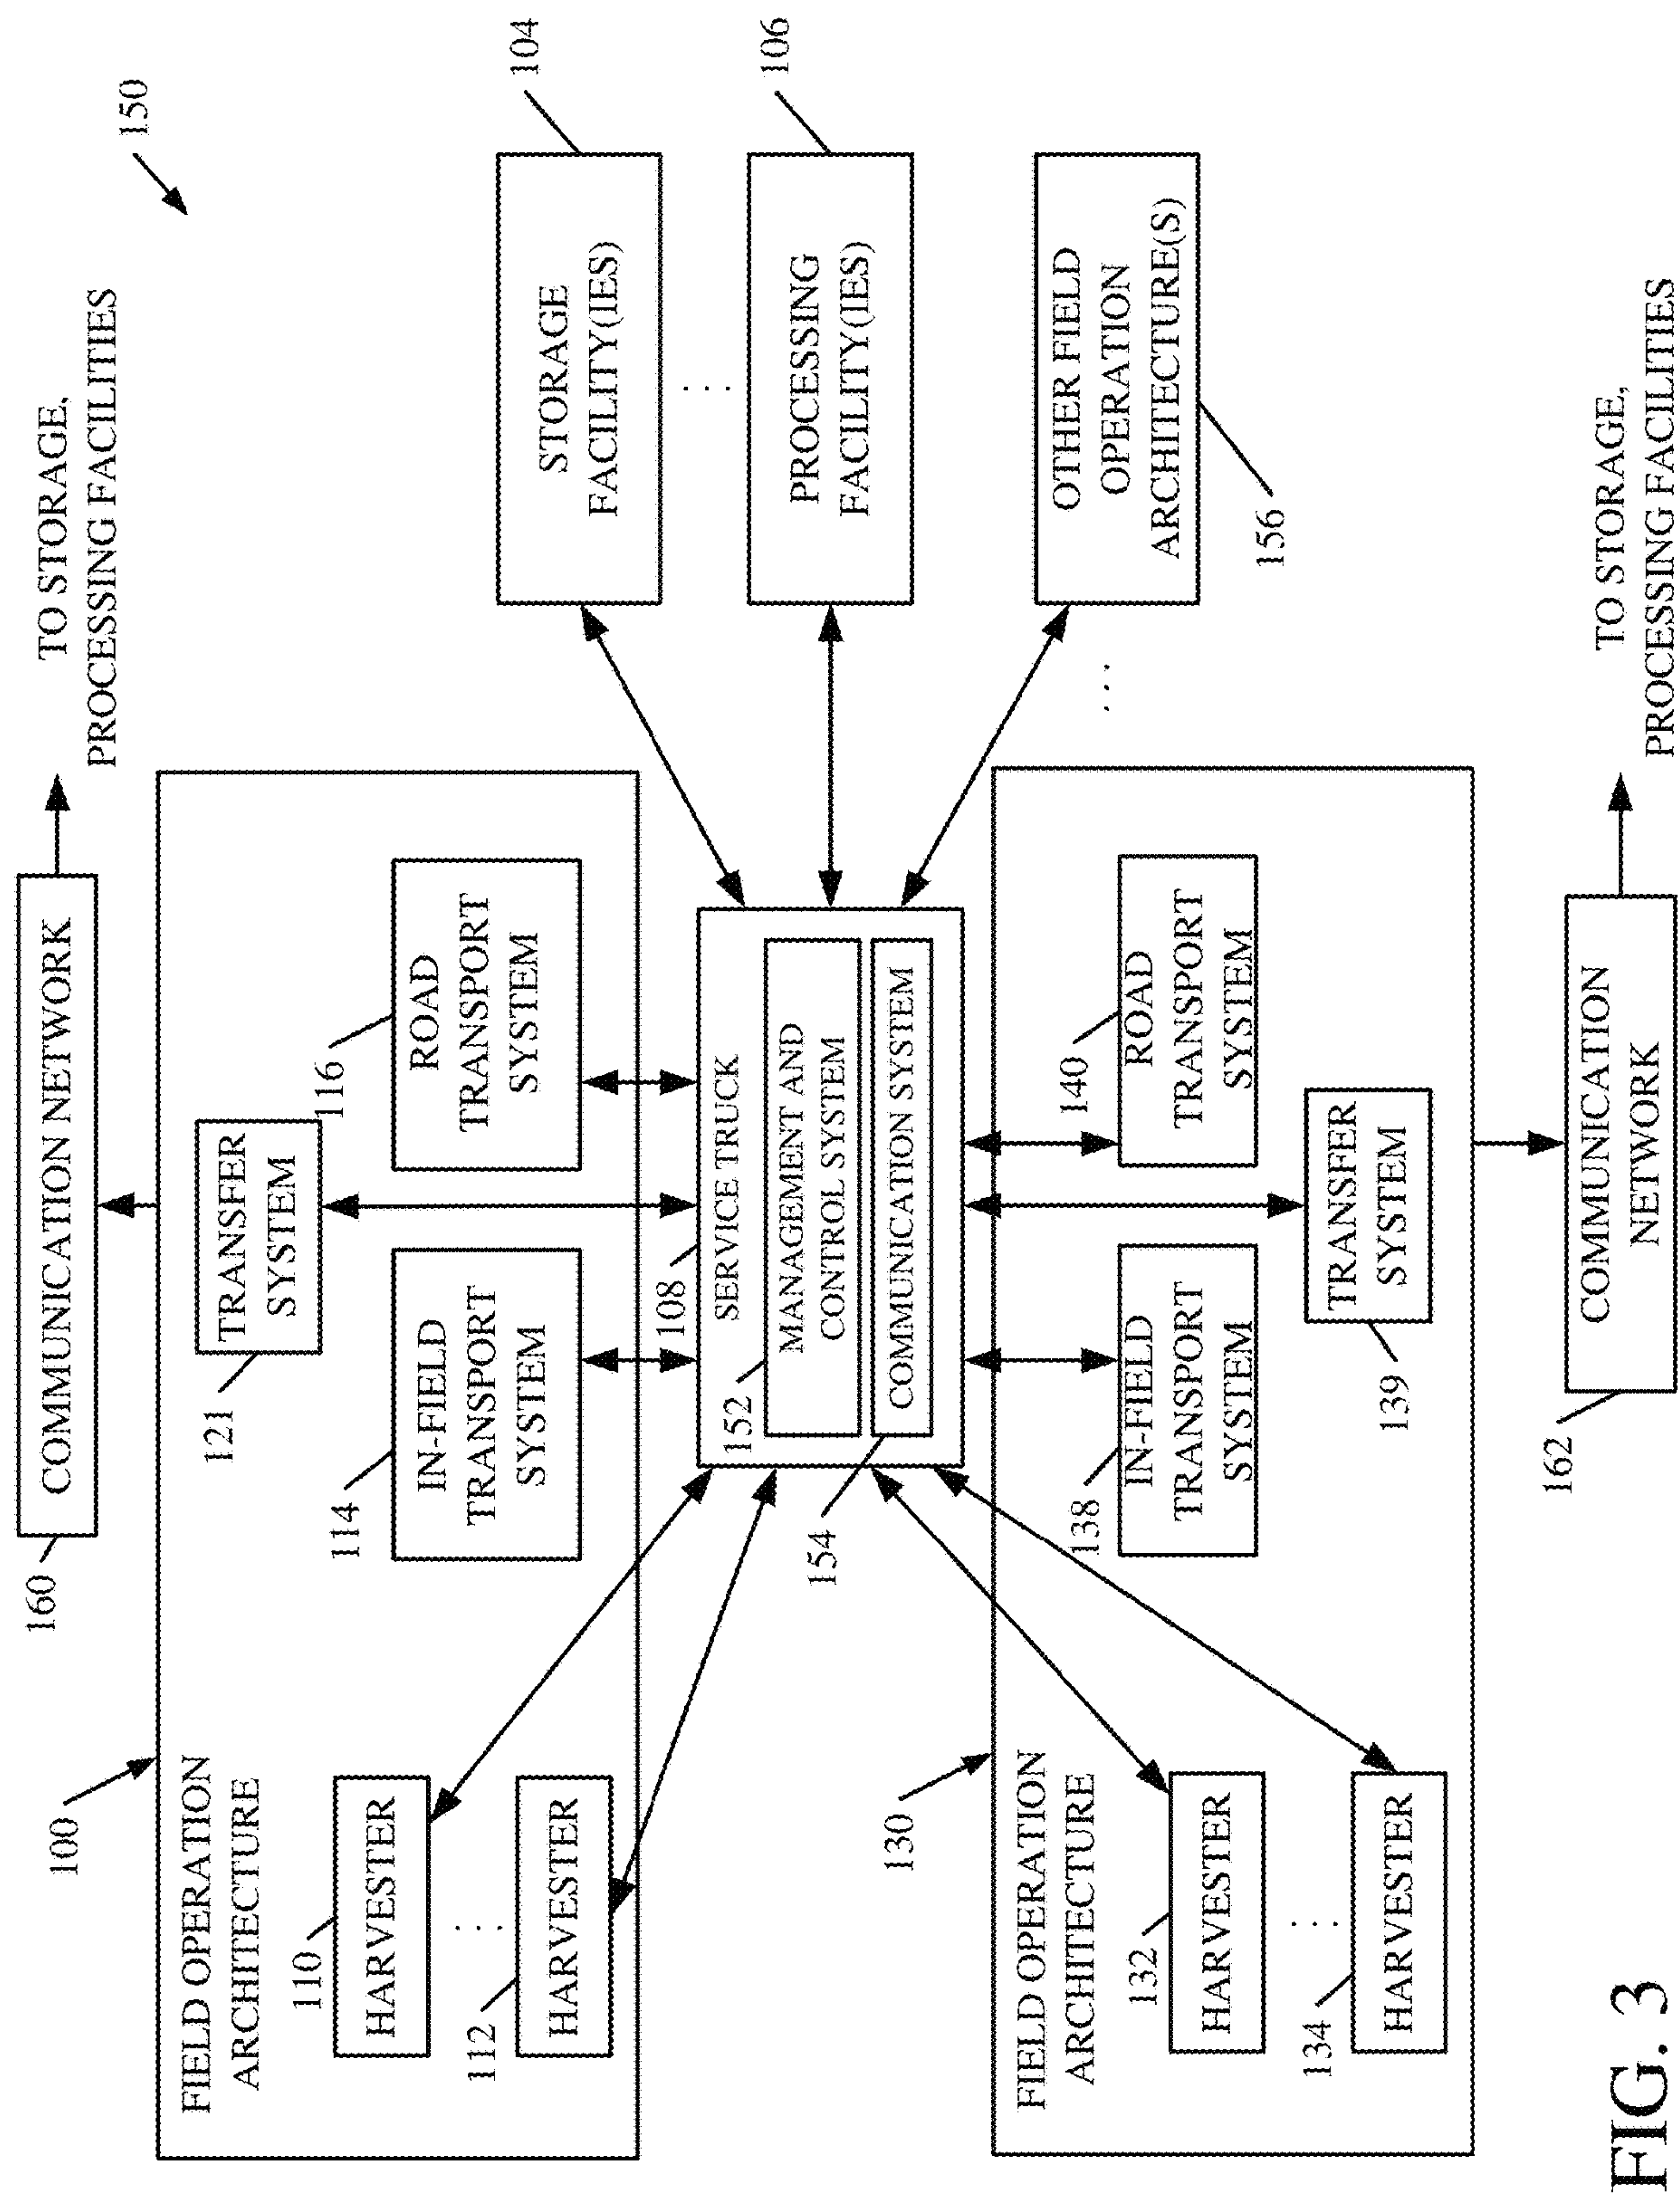 150
160
COMMUNICATION NETWORK
TO STORAGE,
PROCESSING FACILITIES
100
FIELD OPERATION
ARCHITECTURE
121
TRANSFER
SYSTEM
116
110
HARVESTER
. . .
112
HARVESTER
114
IN-FIELD
TRANSPORT
SYSTEM
ROAD
TRANSPORT
SYSTEM
104
STORAGE
FACILITY(IES)
. . .
106
PROCESSING
FACILITY(IES)
108
SERVICE TRUCK
152
MANAGEMENT AND
CONTROL SYSTEM
154
COMMUNICATION SYSTEM
OTHER FIELD
OPERATION
ARCHITECTURE(S)
156
. . .
130
FIELD OPERATION
ARCHITECTURE
132
HARVESTER
. . .
134
HARVESTER
138
IN-FIELD
TRANSPORT
SYSTEM
140
ROAD
TRANSPORT
SYSTEM
139
TRANSFER
SYSTEM
162
COMMUNICATION
NETWORK
TO STORAGE,
PROCESSING FACILITIES
FIG. 3